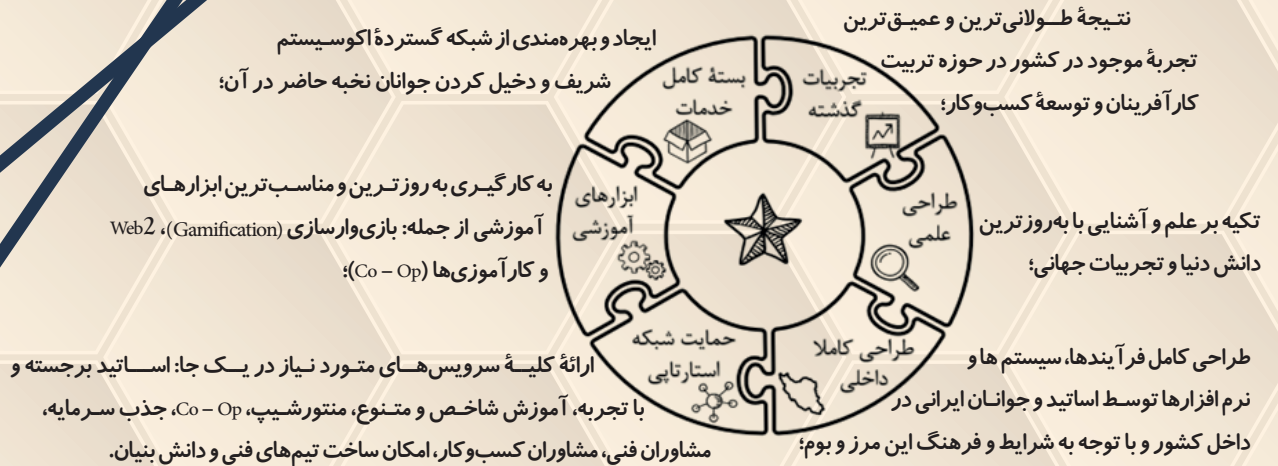 نتیجهٔ طولانی‌ترین و عمیق‌ترین
تجربهٔ موجود در کشور در حوزه تربیت
کارآفرینان و توسعهٔ کسب‌وکار؛
تجربیات
گذشته
تکیه بر علم و آشنایی با به‌روزترین
دانش دنیا و تجربیات جهانی؛
طراحی
علمی
طراحی کامل فرآیندها، سیستم ها و
نرم افزارها توسط اساتید و جوانان ایرانی در
داخل کشور و با توجه به شرایط و فرهنگ این مرز و بوم؛
طراحی کاملا
داخلی
ایجاد و بهره‌مندی از شبکه گستردهٔ اکوسیستم
شریف و دخیل کردن جوانان نخبه حاضر در آن؛
بستهٔ کامل
خدمات
به کارگیری به روزترین و مناسب‌ترین ابزارهای
آموزشی از جمله: بازی‌وارسازی (Gamification)، Web2
و کارآموزی‌ها (Co – Op)؛
ابزارهای
آموزشی
ارائهٔ کلیهٔ سرویس‌های متورد نیاز در یک جا: اساتید برجسته و
با تجربه، آموزش شاخص و متنوع، منتورشیپ، Co – Op، جذب سرمایه،
مشاوران فنی، مشاوران کسب‌وکار، امکان ساخت تیم‌های فنی و دانش بنیان.
حمایت شبکه
استارتاپی